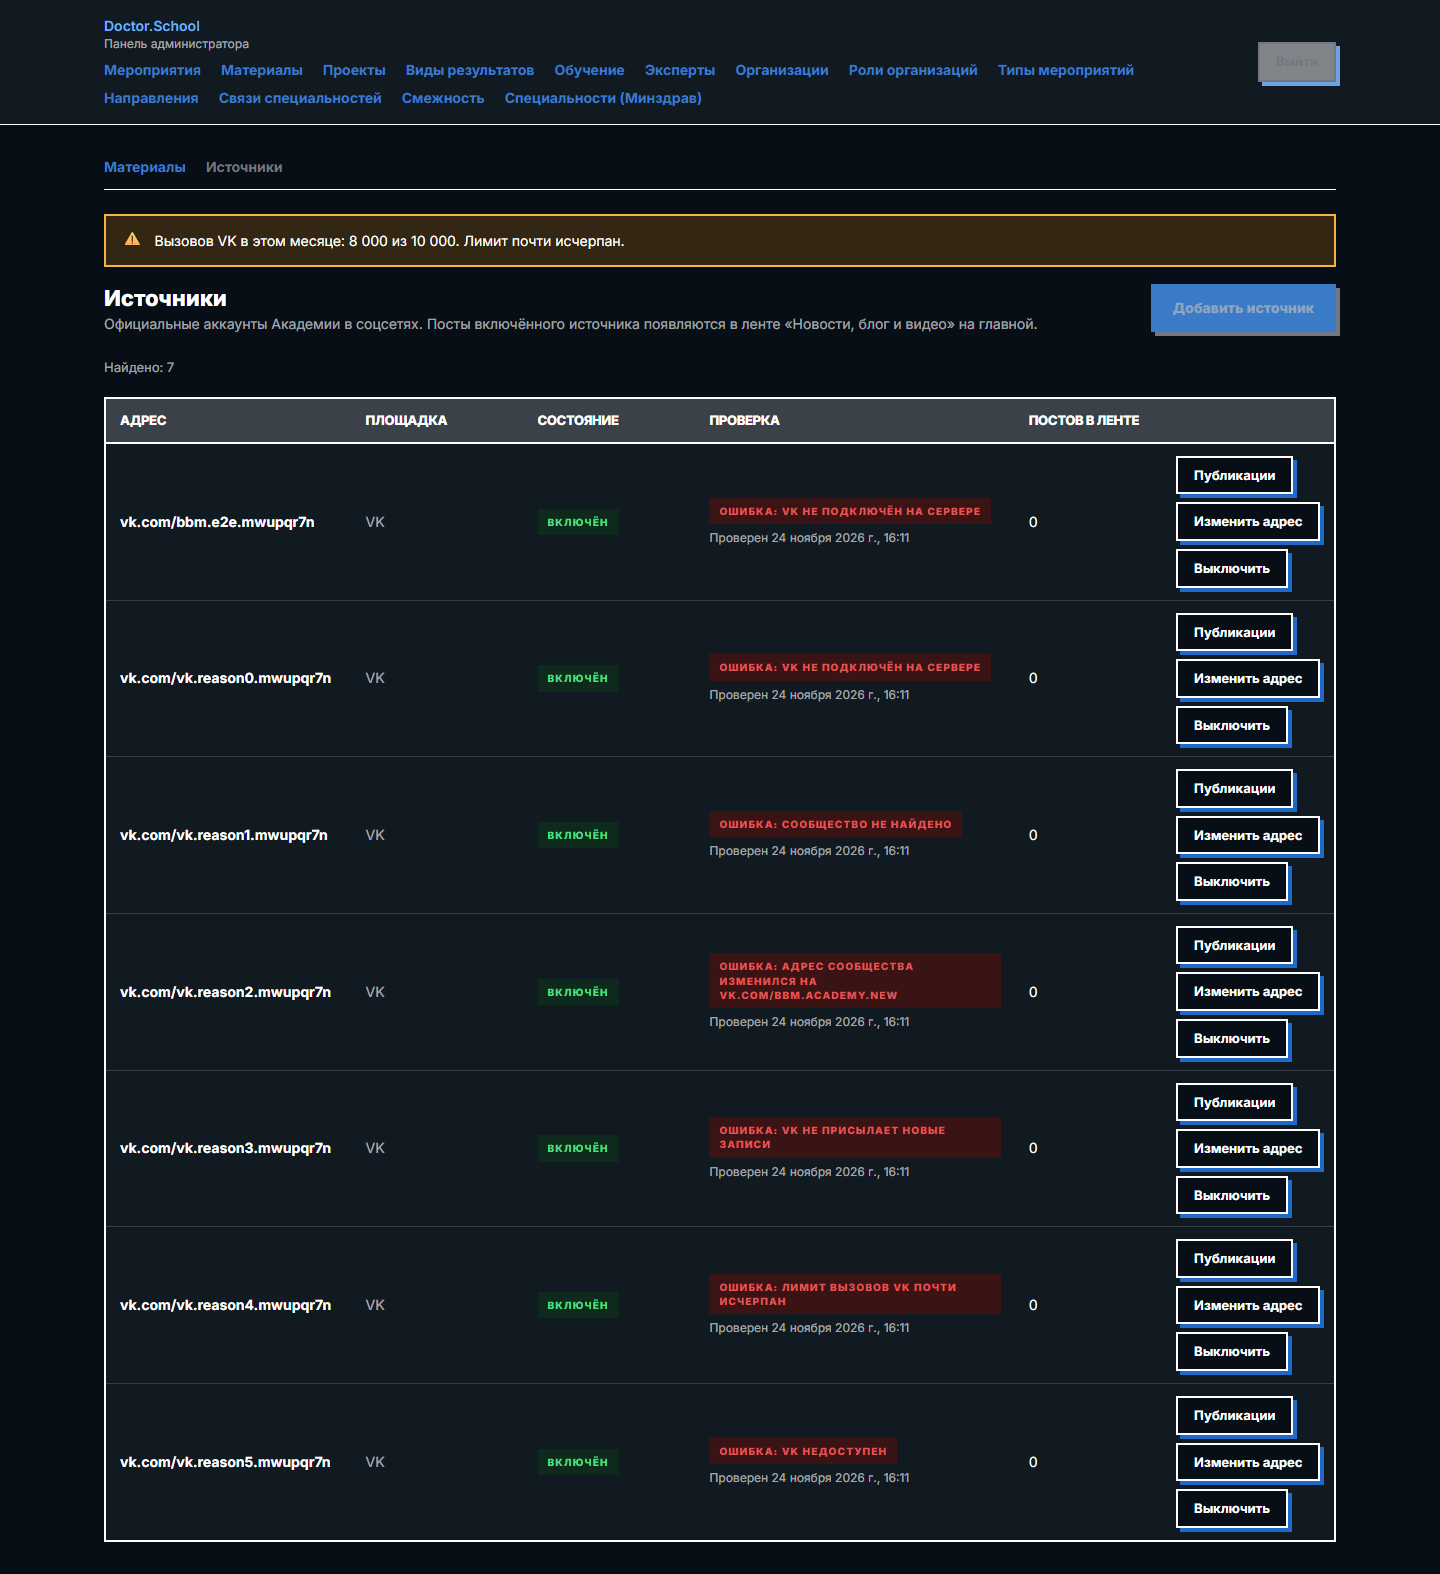 Doctor.School
Панель администратора
Мероприятия Материалы Проекты Виды результатов Обучение Эксперты Организации Роли организаций Типы мероприятий
Направления Связи специальностей Смежность Специальности (Минздрав)
Выйти
Материалы Источники
Вызовов VK в этом месяце: 8 000 из 10 000. Лимит почти исчерпан.
Источники
Официальные аккаунты Академии в соцсетях. Посты включённого источника появляются в ленте «Новости, блог и видео» на главной.
Добавить источник
Найдено: 7
АДРЕС ПЛОЩАДКА СОСТОЯНИЕ ПРОВЕРКА ПОСТОВ В ЛЕНТЕ
vk.com/bbm.e2e.mwupqr7n VK ВКЛЮЧЁН
ОШИБКА: VK НЕ ПОДКЛЮЧЁН НА СЕРВЕРЕ
Проверен 24 ноября 2026 г., 16:11
0
Публикации
Изменить адрес
Выключить
vk.com/vk.reason0.mwupqr7n VK ВКЛЮЧЁН
ОШИБКА: VK НЕ ПОДКЛЮЧЁН НА СЕРВЕРЕ
Проверен 24 ноября 2026 г., 16:11
0
Публикации
Изменить адрес
Выключить
vk.com/vk.reason1.mwupqr7n VK ВКЛЮЧЁН
ОШИБКА: СООБЩЕСТВО НЕ НАЙДЕНО
Проверен 24 ноября 2026 г., 16:11
0
Публикации
Изменить адрес
Выключить
vk.com/vk.reason2.mwupqr7n VK ВКЛЮЧЁН
ОШИБКА: АДРЕС СООБЩЕСТВА
ИЗМЕНИЛСЯ НА
VK.COM/BBM.ACADEMY.NEW
Проверен 24 ноября 2026 г., 16:11
0
Публикации
Изменить адрес
Выключить
vk.com/vk.reason3.mwupqr7n VK ВКЛЮЧЁН
ОШИБКА: VK НЕ ПРИСЫЛАЕТ НОВЫЕ
ЗАПИСИ
Проверен 24 ноября 2026 г., 16:11
0
Публикации
Изменить адрес
Выключить
vk.com/vk.reason4.mwupqr7n VK ВКЛЮЧЁН
ОШИБКА: ЛИМИТ ВЫЗОВОВ VK ПОЧТИ
ИСЧЕРПАН
Проверен 24 ноября 2026 г., 16:11
0
Публикации
Изменить адрес
Выключить
vk.com/vk.reason5.mwupqr7n VK ВКЛЮЧЁН
ОШИБКА: VK НЕДОСТУПЕН
Проверен 24 ноября 2026 г., 16:11
0
Публикации
Изменить адрес
Выключить